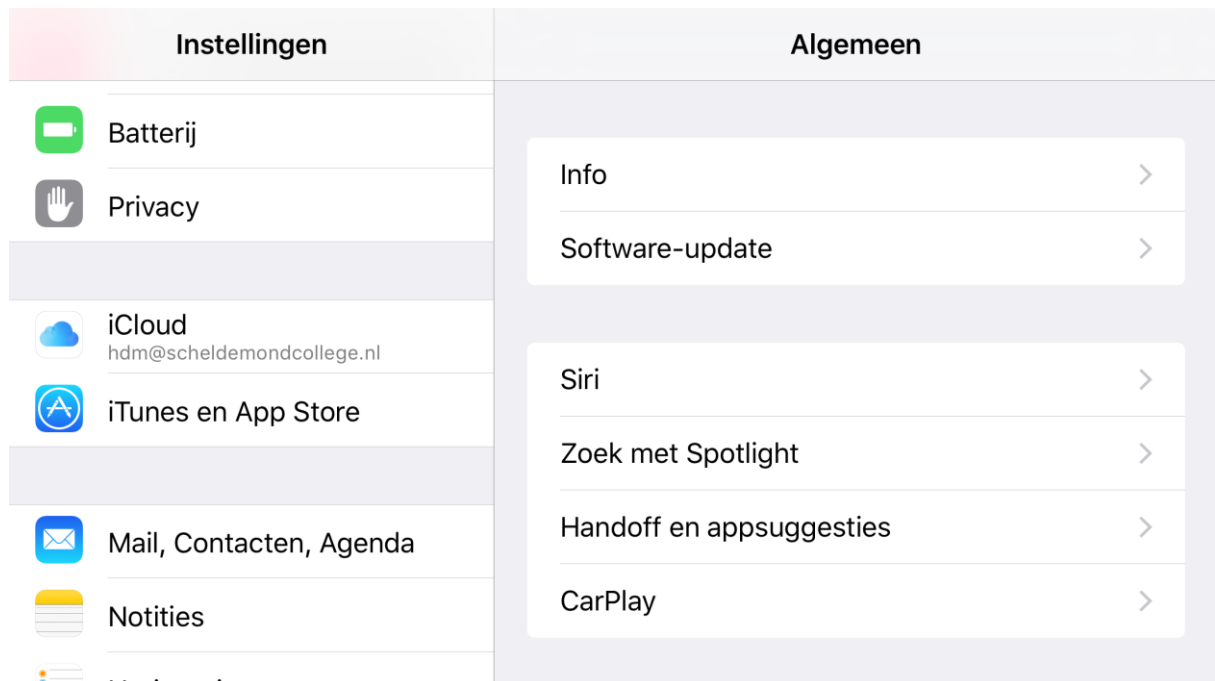 Instellingen
Batterij
Privacy
iCloud
hdm@scheldemondcollege.nl
iTunes en App Store
Mail, Contacten, Agenda
Notities
Algemeen
Info
Software-update
Siri
Zoek met Spotlight
Handoff en appsuggesties
CarPlay